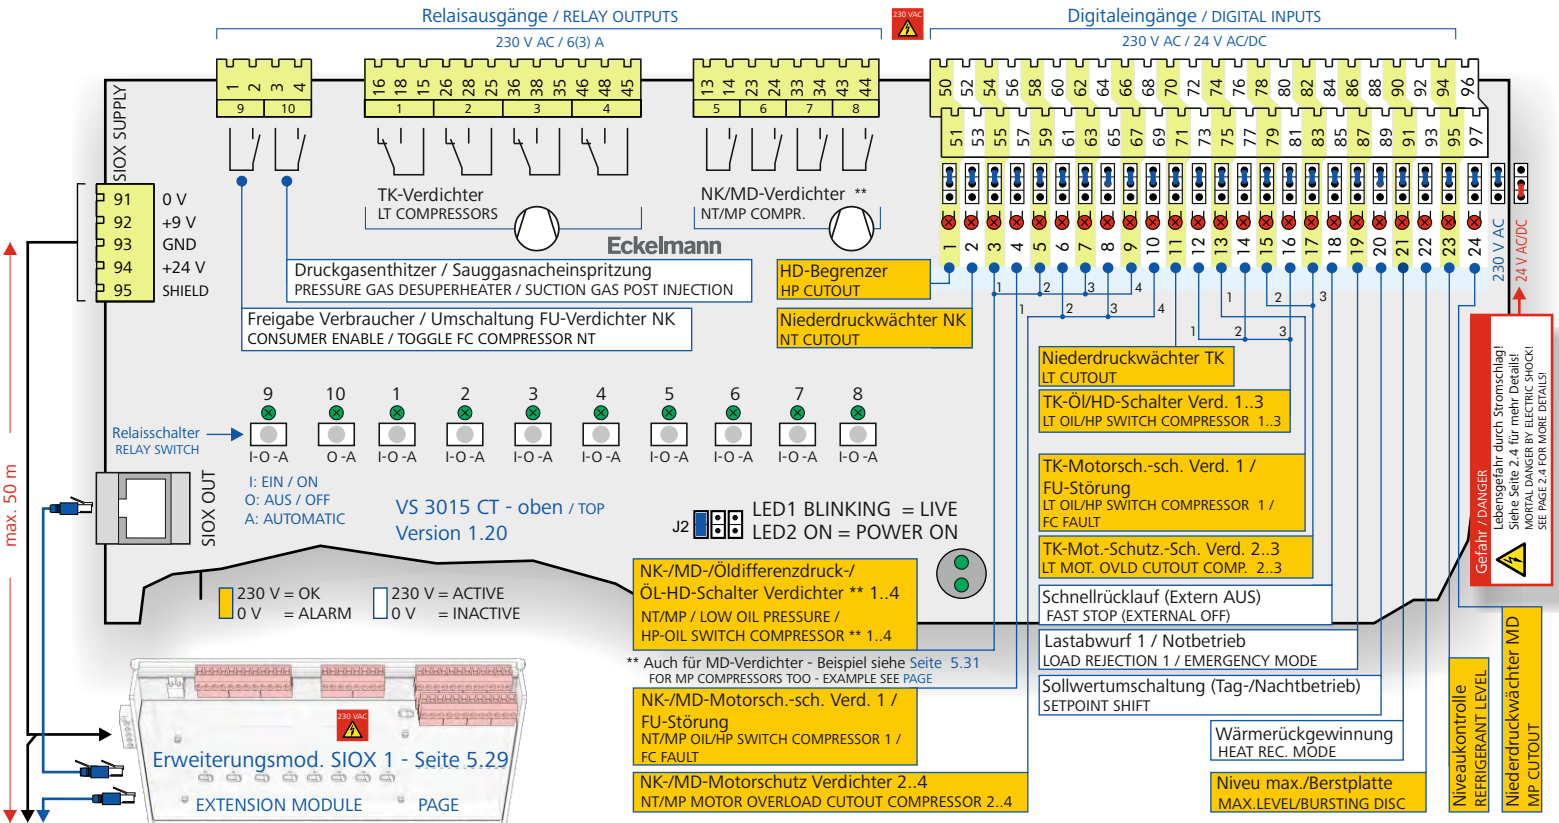 Relaisausgänge / RELAY OUTPUTS
230 V AC / 6(3) A
230 VAC
Digitaleingänge / DIGITAL INPUTS
230 V AC / 24 V AC/DC
1 2 3 4
9 10
16 18 15 26 28 25 36 38 35 46 48 45
1 2 3 4
13 14 23 24 33 34 43 44
5 6 7 8
50 52 54 56 58 60 62 64 66 68 70 72 74 76 78 80 82 84 86 88 90 92 94 96
51 53 55 57 59 61 63 65 67 69 71 73 75 77 79 81 83 85 87 89 91 93 95 97
SIOX SUPPLY
91 0 V
92 +9 V
93 GND
94 +24 V
95 SHIELD
TK-Verdichter
LT COMPRESSORS
NK/MD-Verdichter **
NT/MP COMPR.
Eckelmann
1 2 3 4 5 6 7 8 9 10 11 12 13 14 15 16 17 18 19 20 21 22 23 24
230 V AC
24 V AC/DC
Druckgasenthitzer / Sauggasnacheinspritzung
PRESSURE GAS DESUPERHEATER / SUCTION GAS POST INJECTION
Freigabe Verbraucher / Umschaltung FU-Verdichter NK
CONSUMER ENABLE / TOGGLE FC COMPRESSOR NT
HD-Begrenzer
HP CUTOUT
Niederdruckwächter NK
NT CUTOUT
1 2 3 4
1 2 3 4
1 2 3
1 2 3
Niederdruckwächter TK
LT CUTOUT
TK-Öl/HD-Schalter Verd. 1..3
LT OIL/HP SWITCH COMPRESSOR 1..3
TK-Motorsch.-sch. Verd. 1 /
FU-Störung
LT OIL/HP SWITCH COMPRESSOR 1 /
FC FAULT
TK-Mot.-Schutz.-Sch. Verd. 2..3
LT MOT. OVLD CUTOUT COMP. 2..3
Schnellrücklauf (Extern AUS)
FAST STOP (EXTERNAL OFF)
Lastabwurf 1 / Notbetrieb
LOAD REJECTION 1 / EMERGENCY MODE
Sollwertumschaltung (Tag-/Nachtbetrieb)
SETPOINT SHIFT
Wärmerückgewinnung
HEAT REC. MODE
Niveu max./Berstplatte
MAX.LEVEL/BURSTING DISC
Niveaukontrolle
REFRIGERANT LEVEL
Niederdruckwächter MD
MP CUTOUT
Gefahr / DANGER
Lebensgefahr durch Stromschlag!
Siehe Seite 2.4 für mehr Details!
MORTAL DANGER BY ELECTRIC SHOCK!
SEE PAGE 2.4 FOR MORE DETAILS!
9 10 1 2 3 4 5 6 7 8
Relaisschalter
RELAY SWITCH
I-O -A O -A I-O -A I-O -A I-O -A I-O -A I-O -A I-O -A I-O -A I-O -A
I: EIN / ON
O: AUS / OFF
A: AUTOMATIC
SIOX OUT
max. 50 m
VS 3015 CT - oben / TOP
Version 1.20
J2
LED1 BLINKING = LIVE
LED2 ON = POWER ON
230 V = OK
0 V = ALARM
230 V = ACTIVE
0 V = INACTIVE
NK-/MD-/Öldifferenzdruck-/
ÖL-HD-Schalter Verdichter ** 1..4
NT/MP / LOW OIL PRESSURE /
HP-OIL SWITCH COMPRESSOR ** 1..4
** Auch für MD-Verdichter - Beispiel siehe Seite 5.31
FOR MP COMPRESSORS TOO - EXAMPLE SEE PAGE
NK-/MD-Motorsch.-sch. Verd. 1 /
FU-Störung
NT/MP OIL/HP SWITCH COMPRESSOR 1 /
FC FAULT
NK-/MD-Motorschutz Verdichter 2..4
NT/MP MOTOR OVERLOAD CUTOUT COMPRESSOR 2..4
230 VAC
Erweiterungsmod. SIOX 1 - Seite 5.29
EXTENSION MODULE PAGE